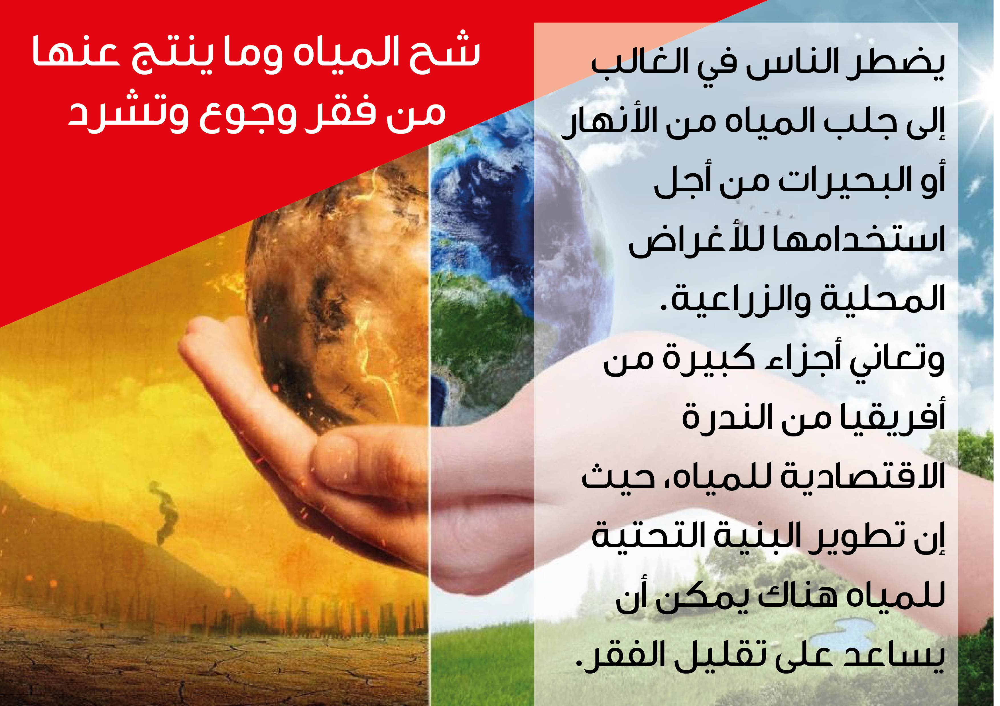 شح المياه وما ينتج عنها
من فقر وجوع وتشرد
يضطر الناس في الغالب
إلى جلب المياه من الأنهار
أو البحيرات من أجل
استخدامها للأغراض
المحلية والزراعية.
وتعاني أجزاء كبيرة من
أفريقيا من الندرة
الاقتصادية للمياه، حيث
إن تطوير البنية التحتية
للمياه هناك يمكن أن
يساعد على تقليل الفقر.